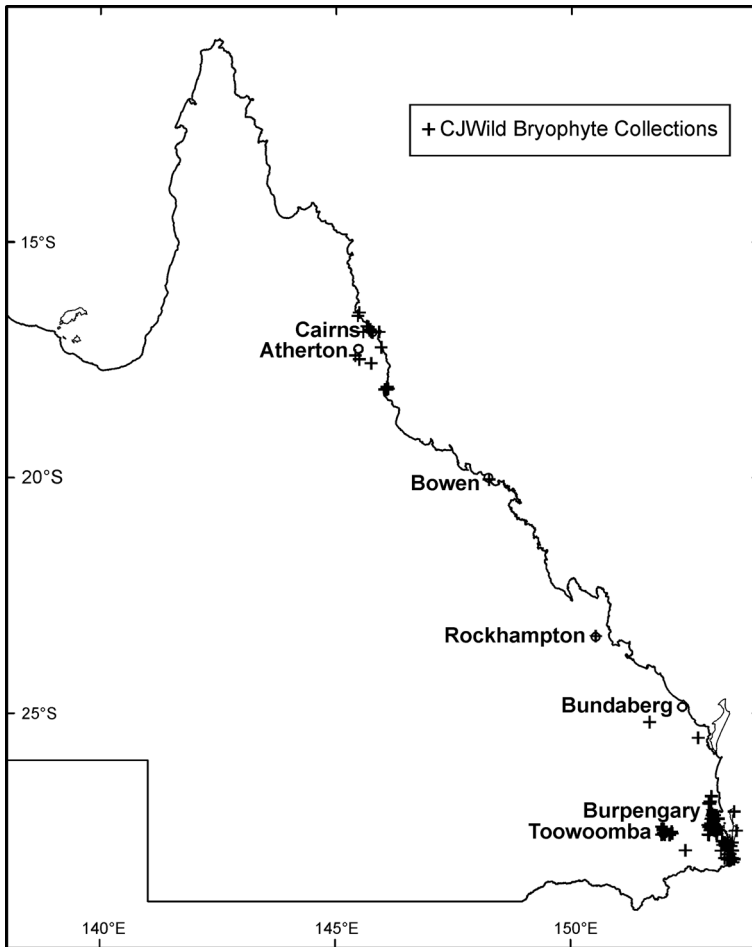 + CJWild Bryophyte Collections
15°S
Cairns
Atherton
20°S
Bowen
Rockhampton
25°S
Bundaberg
Burpengary
Toowoomba
140°E 145°E 150°E